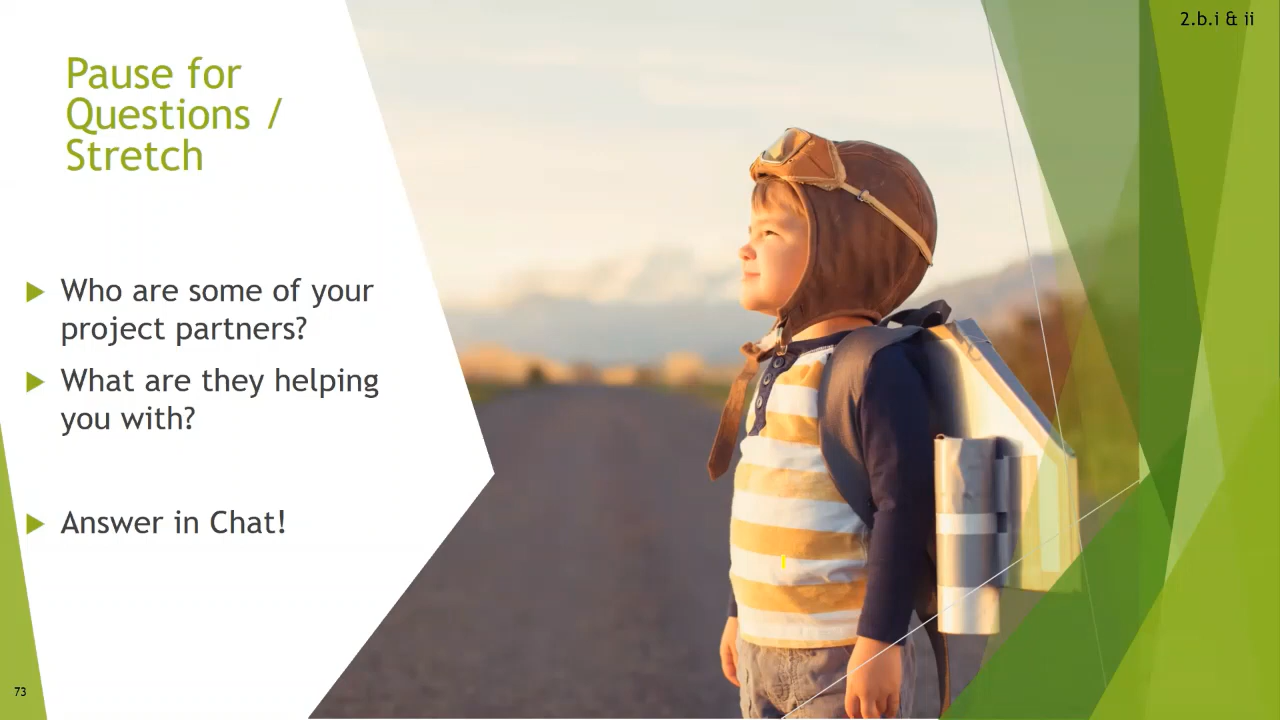 2.b.i & ii
Pause for
Questions /
Stretch
Who are some of your
project partners?
What are they helping
you with?
Answer in Chat!
73